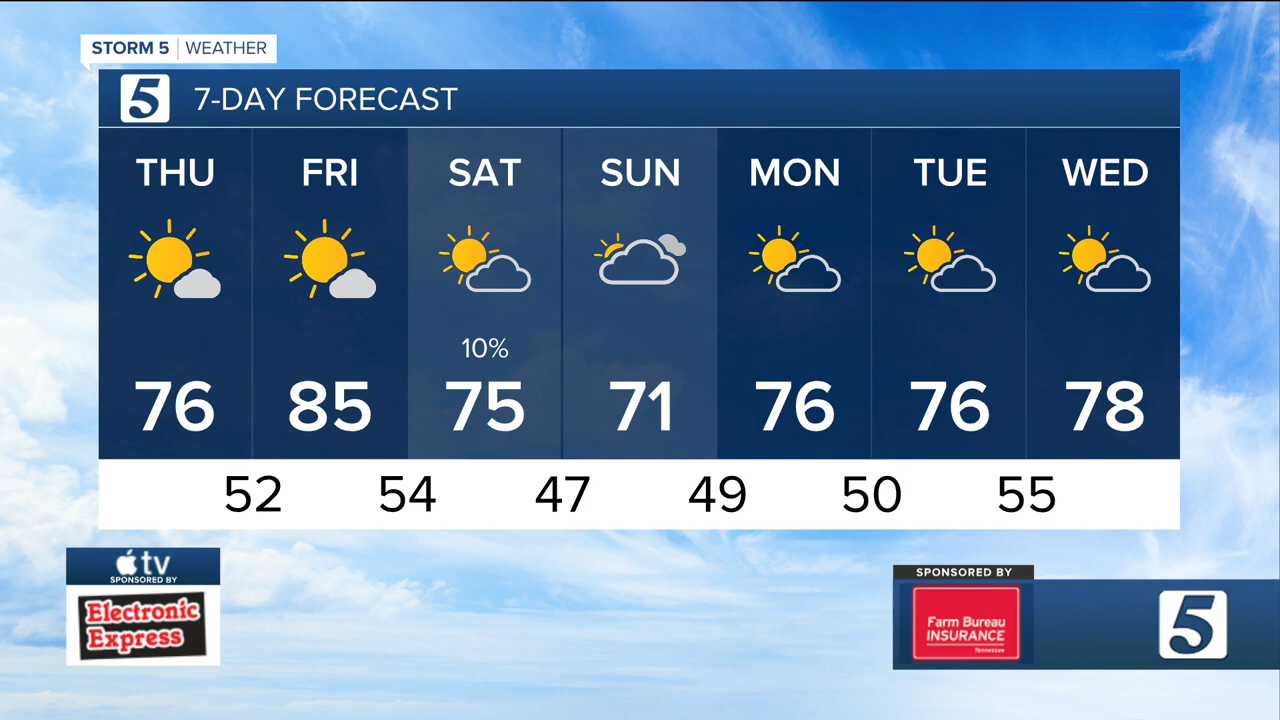 STORM 5 | WEATHER
5 7-DAY FORECAST
THU FRI SAT SUN MON TUE WED
10%
76 85 75 71 76 76 78
52 54 47 49 50 55
tv
SPONSORED BY
Electronic
Express
SPONSORED BY
Farm Bureau
INSURANCE
Tennessee
5